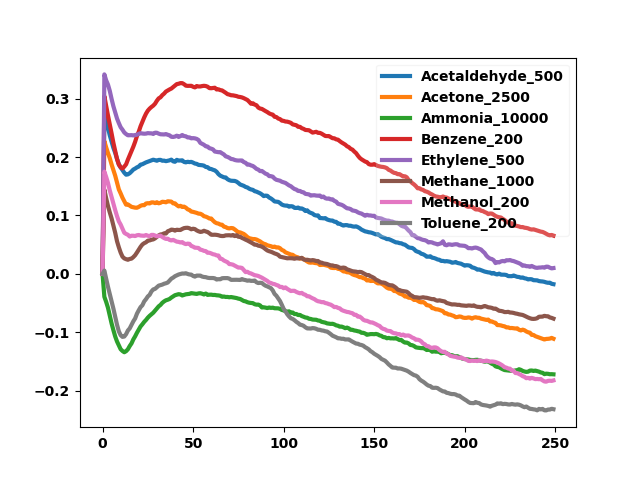 Acetaldehyde_500
Acetone_2500
Ammonia_10000
Benzene_200
Ethylene_500
Methane_1000
Methanol_200
Toluene_200
0.3
0.2
0.1
0.0
−0.1
−0.2
0 50 100 150 200 250